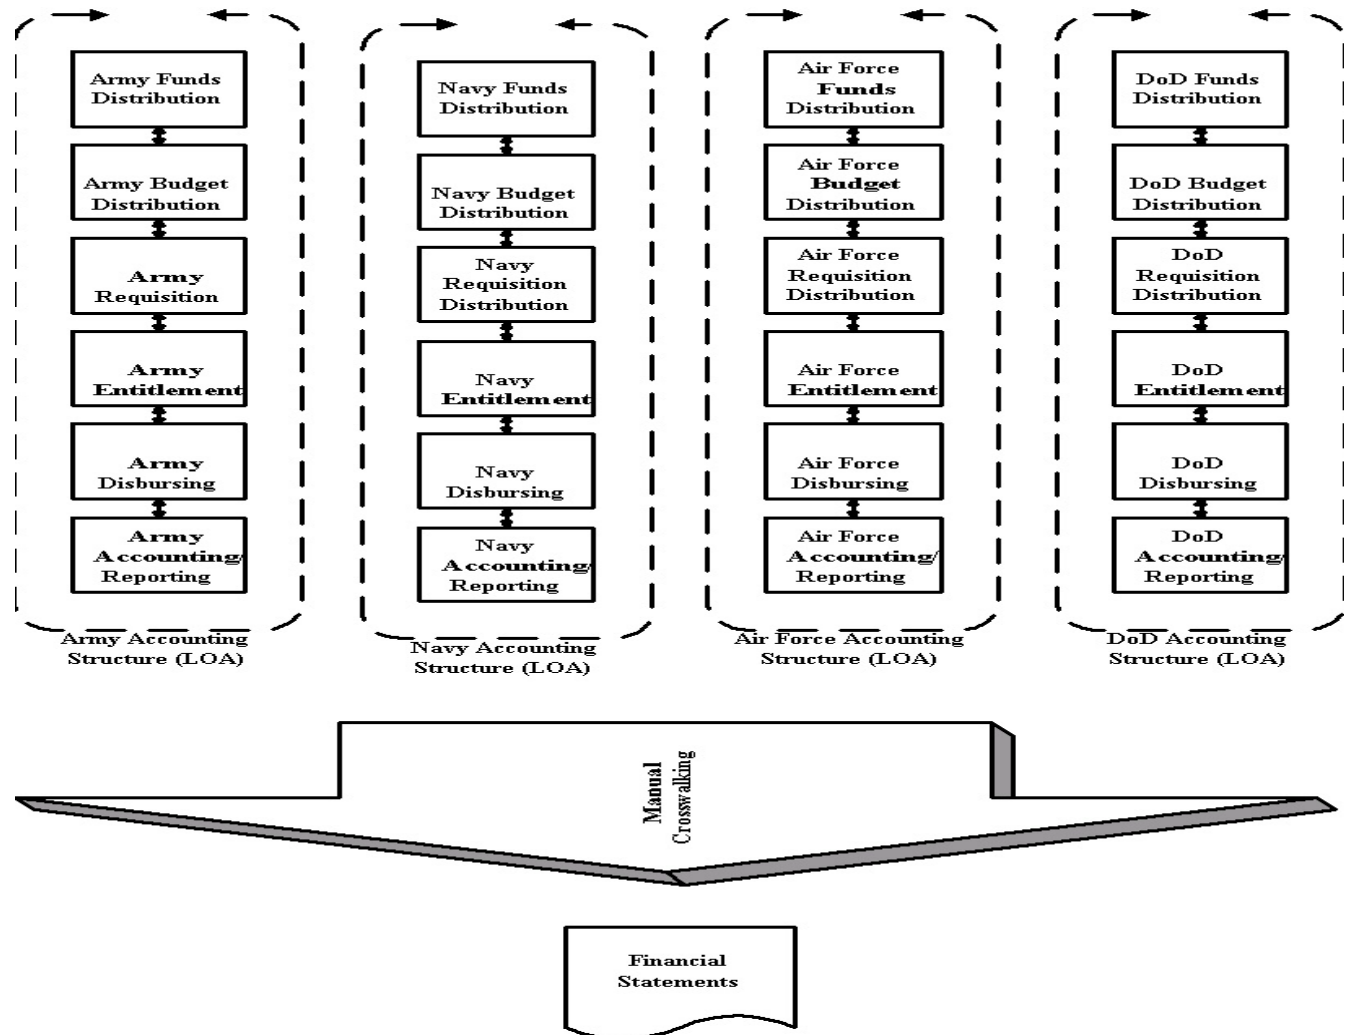 Army Funds
Distribution
Army Budget
Distribution
Army
Requisition
Army
Entitlement
Army
Disbursing
Army
Accounting/
Reporting
Army Accounting
Structure (LOA)
Navy Funds
Distribution
Navy Budget
Distribution
Navy
Requisition
Distribution
Navy
Entitlement
Navy
Disbursing
Navy
Accounting/
Reporting
Navy Accounting
Structure (LOA)
Air Force
Funds
Distribution
Air Force
Budget
Distribution
Air Force
Requisition
Distribution
Air Force
Entitlement
Air Force
Disbursing
Air Force
Accounting/
Reporting
Air Force Accounting
Structure (LOA)
DoD Funds
Distribution
DoD Budget
Distribution
DoD
Requisition
Distribution
DoD
Entitlement
DoD
Disbursing
DoD
Accounting/
Reporting
DoD Accounting
Structure (LOA)
Manual
Crosswalking
Financial
Statements